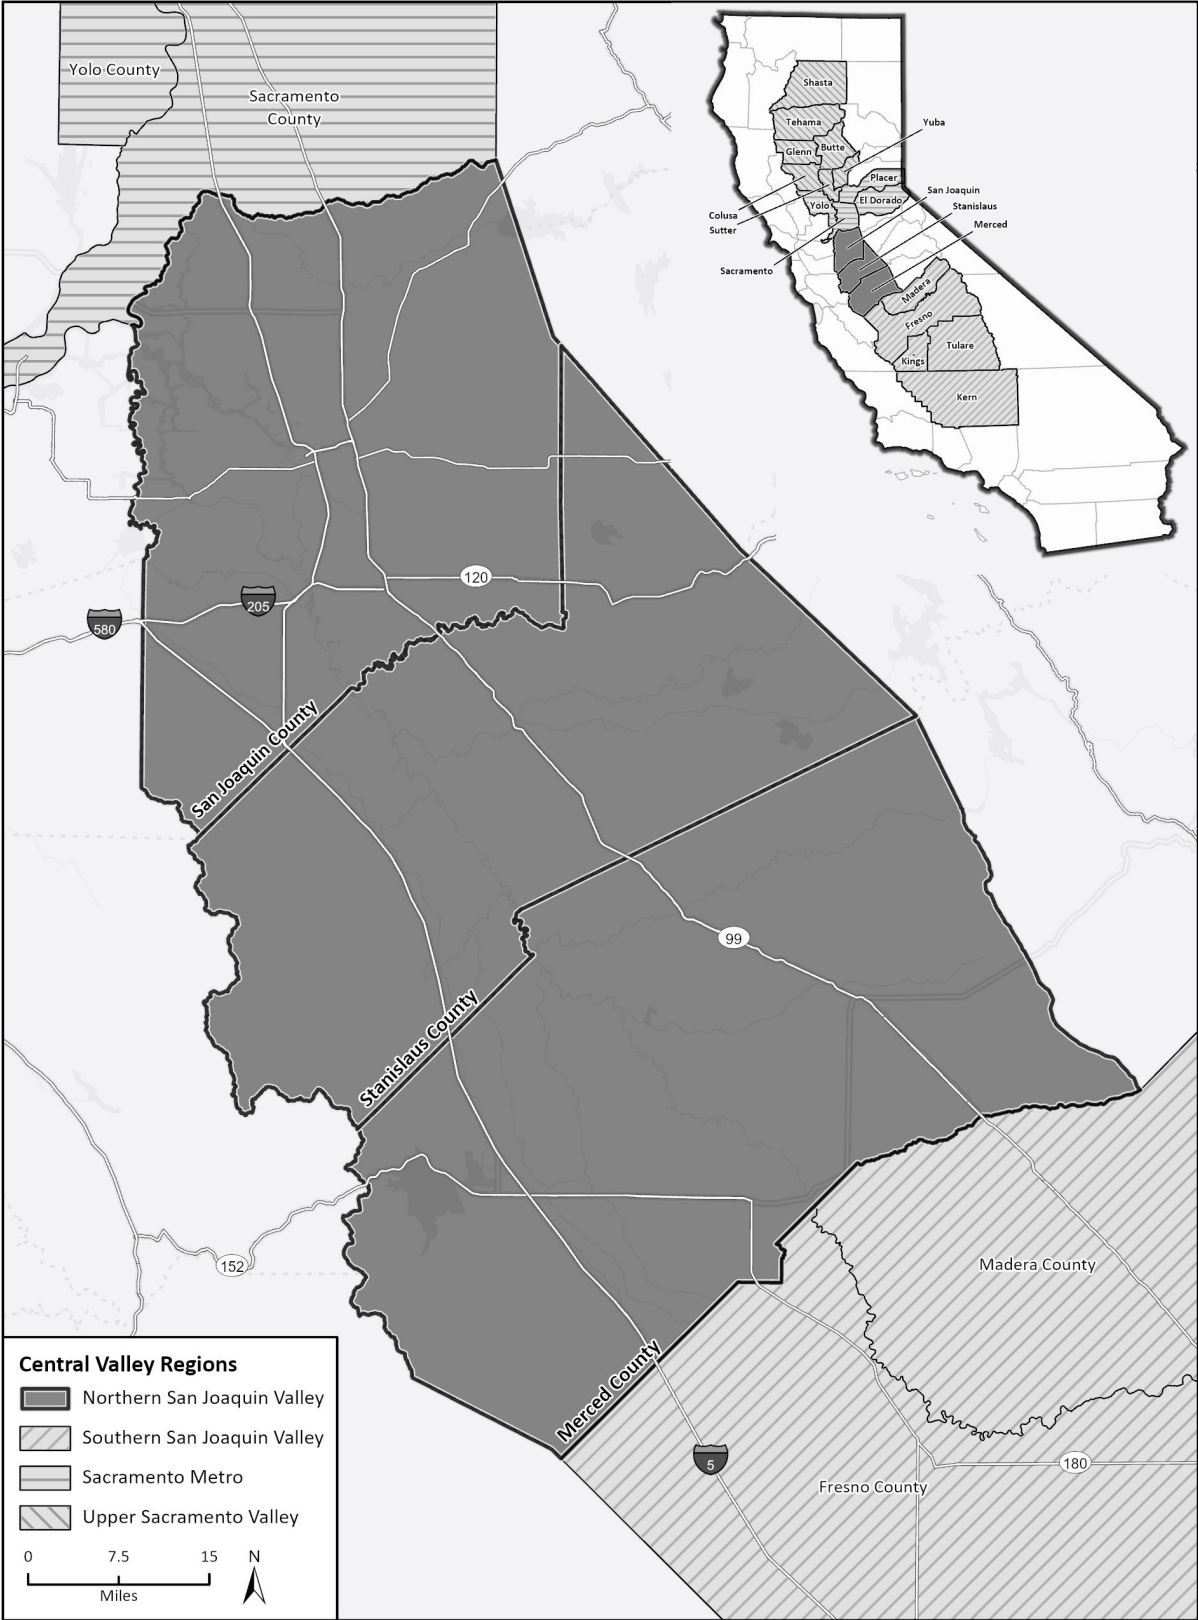 Yolo County
Sacramento
County
Shasta
Tehama
Yuba
Glenn
Butte
Placer
San Joaquin
Yolo
El Dorado
Stanislaus
Colusa
Sutter
Merced
Sacramento
Madera
Fresno
Tulare
Kings
Kern
120
205
580
San Joaquin County
99
Stanislaus County
152
Madera County
Merced County
5
180
Fresno County
Central Valley Regions
Northern San Joaquin Valley
Southern San Joaquin Valley
Sacramento Metro
Upper Sacramento Valley
0 7.5 15
Miles
N